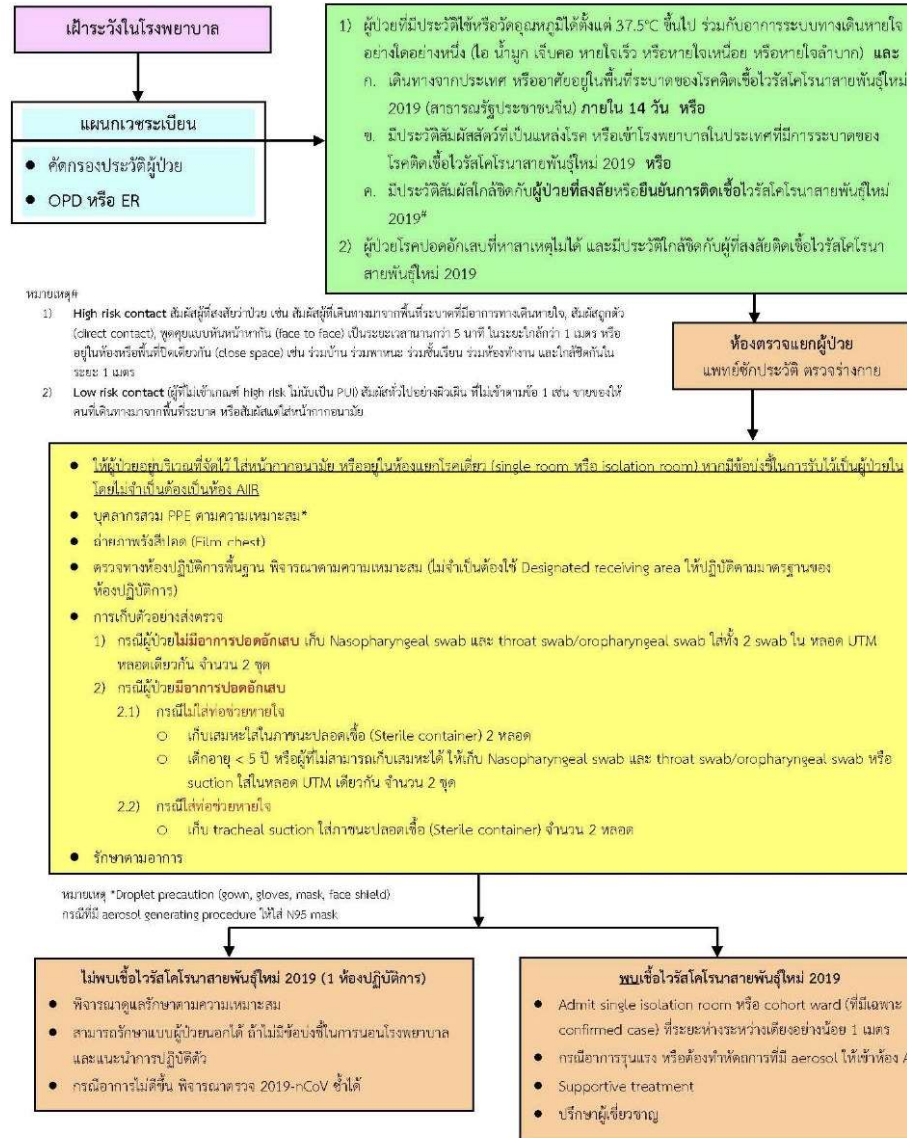 เฝ้าระวังในโรงพยาบาล
แผนกเวชระเบียน
● คัดกรองประวัติผู้ป่วย
● OPD หรือ ER
1) ผู้ป่วยที่มีประวัติไข้หรือวัดอุณหภูมิได้ตั้งแต่ 37.5°C ขึ้นไป ร่วมกับอาการระบบทางเดินหายใจ
อย่างใดอย่างหนึ่ง (ไอ น้ำมูก เจ็บคอ หายใจเร็ว หรือหายใจเหนื่อย หรือหายใจลำบาก) และ
ก. เดินทางจากประเทศ หรืออาศัยอยู่ในพื้นที่ระบาดของโรคติดเชื้อไวรัสโคโรนาสายพันธุ์ใหม่
2019 (สาธารณรัฐประชาชนจีน) ภายใน 14 วัน หรือ
ข. มีประวัติสัมผัสสัตว์ที่เป็นแหล่งโรค หรือเข้าโรงพยาบาลในประเทศที่มีการระบาดของ
โรคติดเชื้อไวรัสโคโรนาสายพันธุ์ใหม่ 2019 หรือ
ค. มีประวัติสัมผัสใกล้ชิดกับผู้ป่วยที่สงสัยหรือยืนยันการติดเชื้อไวรัสโคโรนาสายพันธุ์ใหม่
2019#
2) ผู้ป่วยโรคปอดอักเสบที่หาสาเหตุไม่ได้ และมีประวัติใกล้ชิดกับผู้ที่สงสัยติดเชื้อไวรัสโคโรนา
สายพันธุ์ใหม่ 2019
หมายเหตุ#
1) High risk contact สัมผัสผู้ที่สงสัยว่าป่วย เช่น สัมผัสผู้ที่เดินทางมาจากพื้นที่ระบาดที่มีอาการทางเดินหายใจ, สัมผัสถูกตัว
(direct contact), พูดคุยแบบหันหน้าหากัน (face to face) เป็นระยะเวลานานกว่า 5 นาที ในระยะใกล้กว่า 1 เมตร หรือ
อยู่ในห้องหรือพื้นที่ปิดเดียวกัน (close space) เช่น ร่วมบ้าน ร่วมพาหนะ ร่วมชั้นเรียน ร่วมห้องทำงาน และใกล้ชิดกันใน
ระยะ 1 เมตร
2) Low risk contact (ผู้ที่ไม่เข้าเกณฑ์ high risk ไม่นับเป็น PUI) สัมผัสทั่วไปอย่างผิวเผิน ที่ไม่เข้าตามข้อ 1 เช่น ขายของให้
คนที่เดินทางมาจากพื้นที่ระบาด หรือสัมผัสแต่ใส่หน้ากากอนามัย
ห้องตรวจแยกผู้ป่วย
แพทย์ซักประวัติ ตรวจร่างกาย
● ให้ผู้ป่วยอยู่บริเวณที่จัดไว้ ใส่หน้ากากอนามัย หรืออยู่ในห้องแยกโรคเดี่ยว (single room หรือ isolation room) หากมีข้อบ่งชี้ในการรับไว้เป็นผู้ป่วยใน
โดยไม่จำเป็นต้องเป็นห้อง AIIR
● บุคลากรสวม PPE ตามความเหมาะสม*
● ถ่ายภาพรังสีปอด (Film chest)
● ตรวจทางห้องปฏิบัติการพื้นฐาน พิจารณาตามความเหมาะสม (ไม่จำเป็นต้องใช้ Designated receiving area ให้ปฏิบัติตามมาตรฐานของ
ห้องปฏิบัติการ)
● การเก็บตัวอย่างส่งตรวจ
1) กรณีผู้ป่วยไม่มีอาการปอดอักเสบ เก็บ Nasopharyngeal swab และ throat swab/oropharyngeal swab ใส่ทั้ง 2 swab ใน หลอด UTM
หลอดเดียวกัน จำนวน 2 ชุด
2) กรณีผู้ป่วยมีอาการปอดอักเสบ
2.1) กรณีไม่ใส่ท่อช่วยหายใจ
○ เก็บเสมหะใส่ในภาชนะปลอดเชื้อ (Sterile container) 2 หลอด
○ เด็กอายุ < 5 ปี หรือผู้ที่ไม่สามารถเก็บเสมหะได้ ให้เก็บ Nasopharyngeal swab และ throat swab/oropharyngeal swab หรือ
suction ใส่ในหลอด UTM เดียวกัน จำนวน 2 ชุด
2.2) กรณีใส่ท่อช่วยหายใจ
○ เก็บ tracheal suction ใส่ภาชนะปลอดเชื้อ (Sterile container) จำนวน 2 หลอด
● รักษาตามอาการ
หมายเหตุ *Droplet precaution (gown, gloves, mask, face shield)
กรณีที่มี aerosol generating procedure ให้ใส่ N95 mask
ไม่พบเชื้อไวรัสโคโรนาสายพันธุ์ใหม่ 2019 (1 ห้องปฏิบัติการ)
● พิจารณาดูแลรักษาตามความเหมาะสม
● สามารถรักษาแบบผู้ป่วยนอกได้ ถ้าไม่มีข้อบ่งชี้ในการนอนโรงพยาบาล
และแนะนำการปฏิบัติตัว
● กรณีอาการไม่ดีขึ้น พิจารณาตรวจ 2019-nCoV ซ้ำได้
พบเชื้อไวรัสโคโรนาสายพันธุ์ใหม่ 2019
● Admit single isolation room หรือ cohort ward (ที่มีเฉพาะ
confirmed case) ที่ระยะห่างระหว่างเตียงอย่างน้อย 1 เมตร
● กรณีอาการรุนแรง หรือต้องทำหัตถการที่มี aerosol ให้เข้าห้อง
● Supportive treatment
● ปรึกษาผู้เชี่ยวชาญ